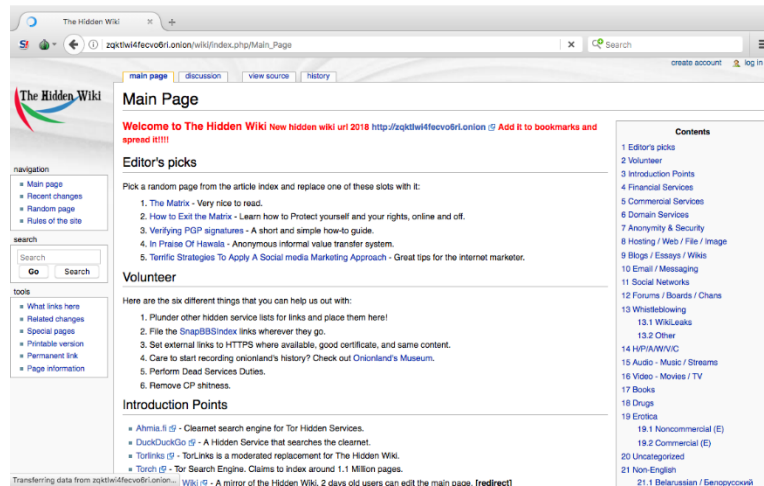 The Hidden Wiki
zqktlwi4fecvo6ri.onion/wiki/index.php/Main_Page
Search
create account log in
main page discussion view source history
The Hidden Wiki
Main Page
Welcome to The Hidden Wiki New hidden wiki url 2018 http://zqktlwi4fecvo6ri.onion Add it to bookmarks and
spread it!!!!
Editor's picks
Pick a random page from the article index and replace one of these slots with it:
1. The Matrix - Very nice to read.
2. How to Exit the Matrix - Learn how to Protect yourself and your rights, online and off.
3. Verifying PGP signatures - A short and simple how-to guide.
4. In Praise Of Hawala - Anonymous informal value transfer system.
5. Terrific Strategies To Apply A Social media Marketing Approach - Great tips for the internet marketer.
Volunteer
Here are the six different things that you can help us out with:
1. Plunder other hidden service lists for links and place them here!
2. File the SnapBBSIndex links wherever they go.
3. Set external links to HTTPS where available, good certificate, and same content.
4. Care to start recording onionland's history? Check out Onionland's Museum.
5. Perform Dead Services Duties.
6. Remove CP shitness.
Introduction Points
Ahmia.fi - Clearnet search engine for Tor Hidden Services.
DuckDuckGo - A Hidden Service that searches the clearnet.
Torlinks - TorLinks is a moderated replacement for The Hidden Wiki.
Torch - Tor Search Engine. Claims to index around 1.1 Million pages.
Wiki - A mirror of the Hidden Wiki. 2 days old users can edit the main page. [redirect]
navigation
Main page
Recent changes
Random page
Rules of the site
search
Search
Go Search
tools
What links here
Related changes
Special pages
Printable version
Permanent link
Page information
Transferring data from zqktlwi4fecvo6ri.onion...
Contents
1 Editor's picks
2 Volunteer
3 Introduction Points
4 Financial Services
5 Commercial Services
6 Domain Services
7 Anonymity & Security
8 Hosting / Web / File / Image
9 Blogs / Essays / Wikis
10 Email / Messaging
11 Social Networks
12 Forums / Boards / Chans
13 Whistleblowing
13.1 WikiLeaks
13.2 Other
14 H/P/A/W/V/C
15 Audio - Music / Streams
16 Video - Movies / TV
17 Books
18 Drugs
19 Erotica
19.1 Noncommercial (E)
19.2 Commercial (E)
20 Uncategorized
21 Non-English
21.1 Belarussian / Белорусский